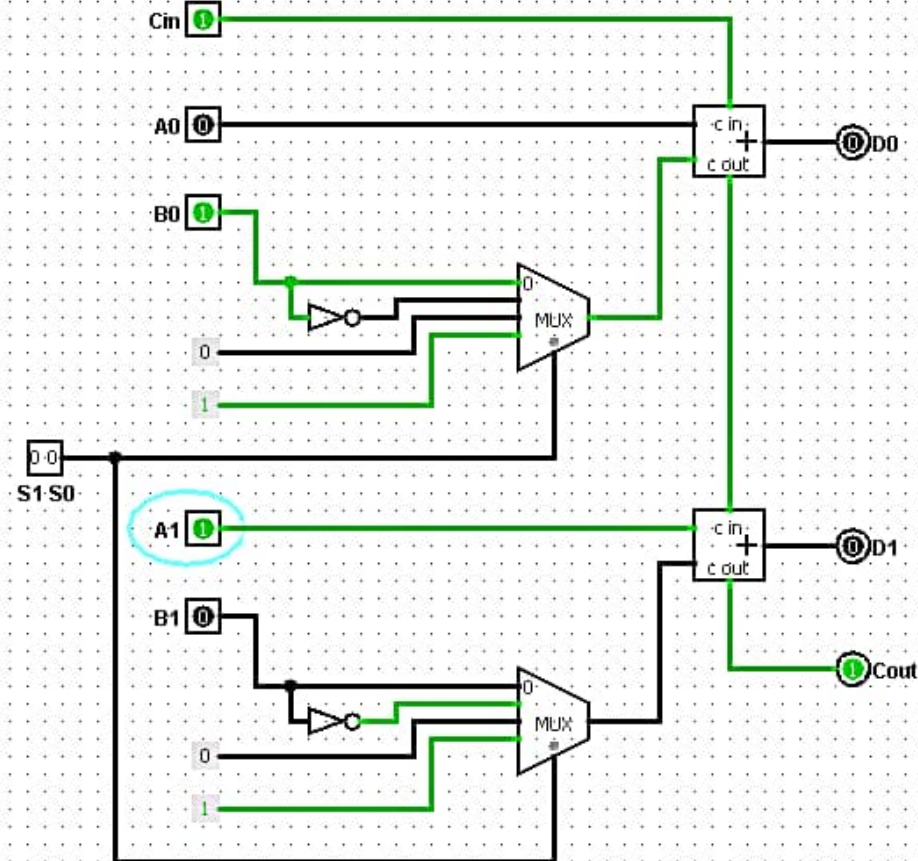 Cin 1
A0 0
c in
+
c out
0 D0
B0 1
0
MUX
0
1
0 0
S1 S0
A1 1
c in
+
c out
0 D1
B1 0
0
MUX
1 Cout
0
1